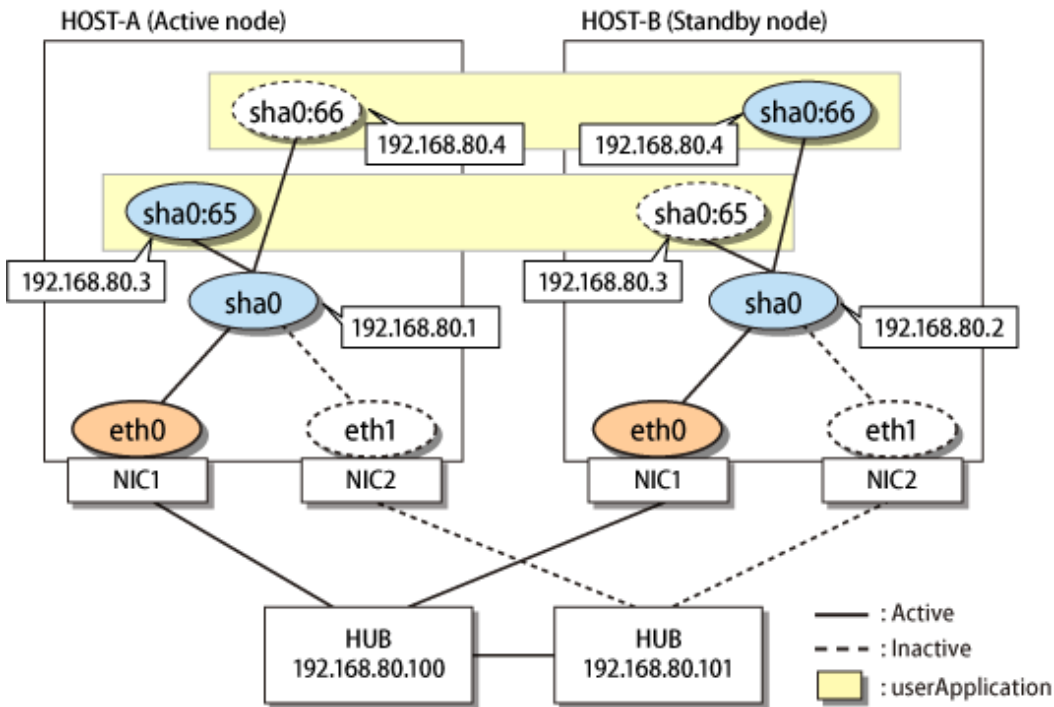 HOST-A (Active node)
HOST-B (Standby node)
sha0:66
sha0:66
192.168.80.4
192.168.80.4
sha0:65
sha0:65
192.168.80.3
192.168.80.3
sha0
sha0
192.168.80.1
192.168.80.2
eth0
eth1
eth0
eth1
NIC1
NIC2
NIC1
NIC2
HUB
192.168.80.100
HUB
192.168.80.101
: Active
: Inactive
: userApplication